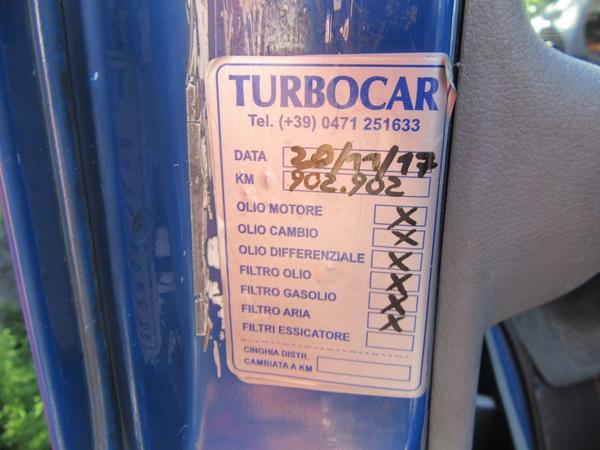 TURBOCAR
Tel. (+39) 0471 251633
DATA 20/11/17
KM 902.902
OLIO MOTORE X
OLIO CAMBIO X
OLIO DIFFERENZIALE X
FILTRO OLIO X
FILTRO GASOLIO X
FILTRO ARIA X
FILTRI ESSICATORE
CINGHIA DISTR.
CAMBIATA A KM